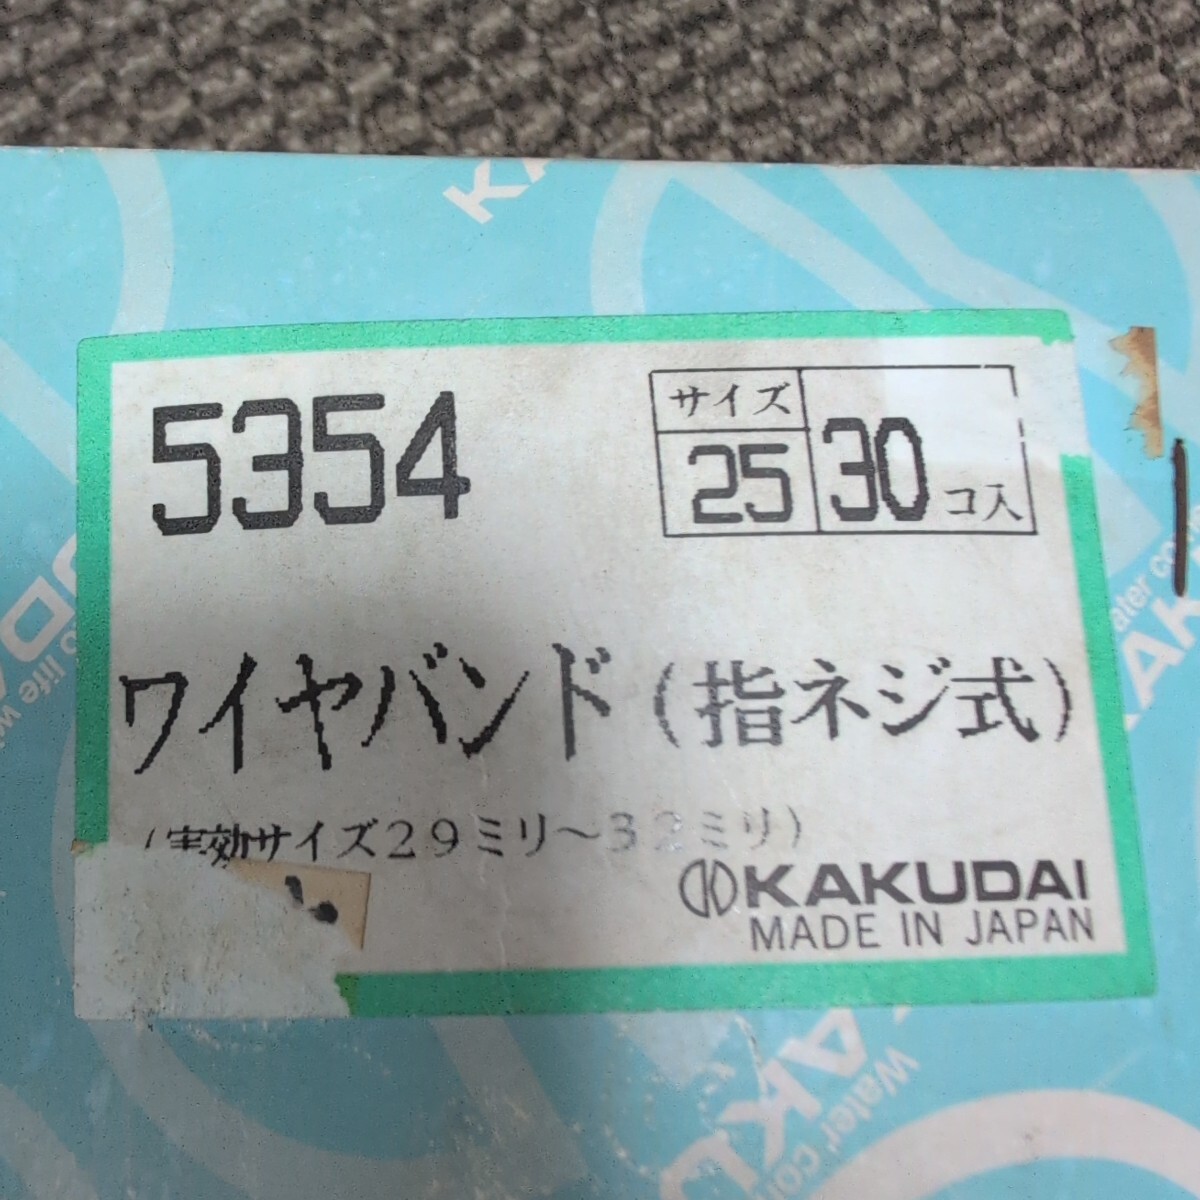 5354
サイズ
25
30コ入
ワイヤバンド(指ネジ式)
(実効サイズ29ミリ〜32ミリ)
KAKUDAI
MADE IN JAPAN